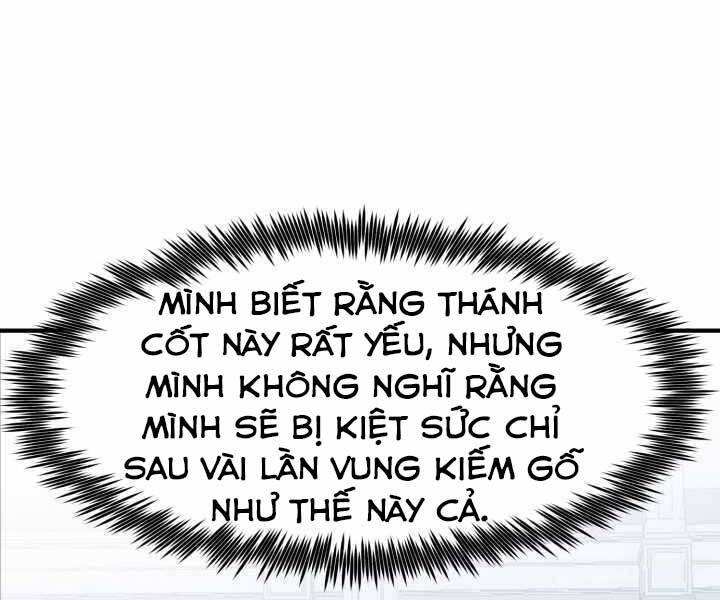 MÌNH BIẾT RẰNG THÁNH
CỐT NÀY RẤT YẾU, NHƯNG
MÌNH KHÔNG NGHĨ RẰNG
MÌNH SẼ BỊ KIỆT SỨC CHỈ
SAU VÀI LẦN VUNG KIẾM GỖ
NHƯ THẾ NÀY CẢ.